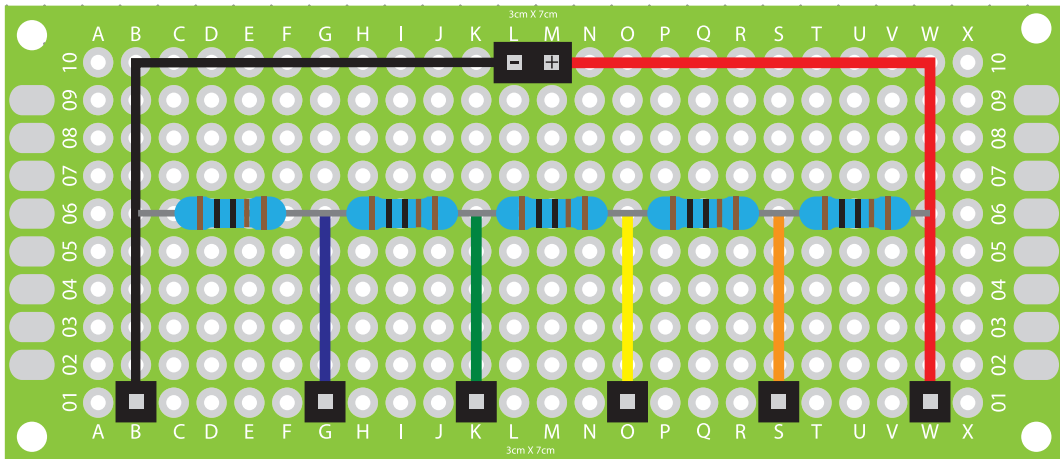 3cm X 7cm
A B C D E F G H I J K L M N O P Q R S T U V W X
10 - + 10
09 09
08 08
07 07
06 06
05 05
04 04
03 03
02 02
01 01
A B C D E F G H I J K L M N O P Q R S T U V W X
3cm X 7cm